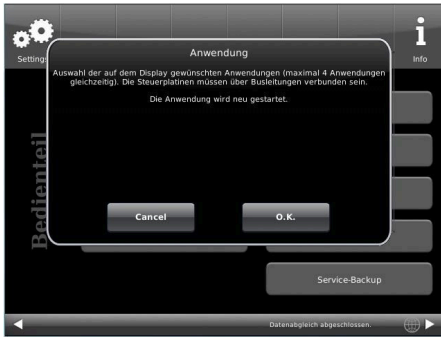 Settings
Info
Anwendung
Auswahl der auf dem Display gewünschten Anwendungen (maximal 4 Anwendungen
gleichzeitig). Die Steuerplatinen müssen über Busleitungen verbunden sein.
Die Anwendung wird neu gestartet.
Bedienteil
Cancel
O.K.
Service-Backup
Datenabgleich abgeschlossen.